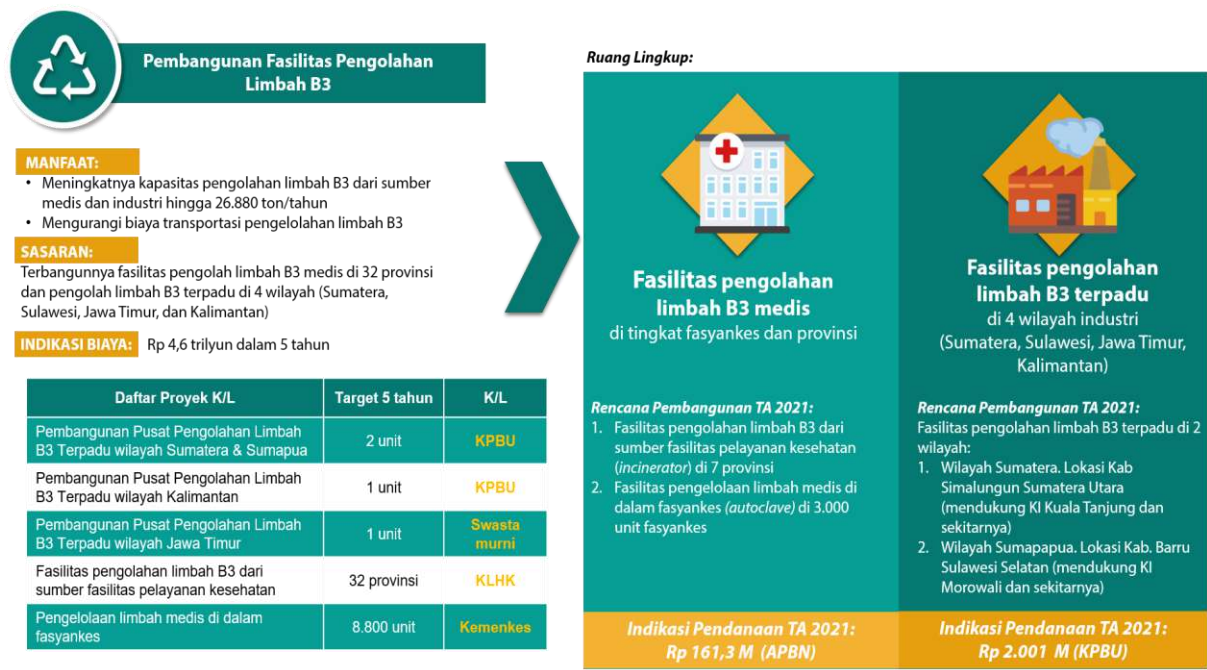 Pembangunan Fasilitas Pengolahan
Limbah B3
MANFAAT:
• Meningkatnya kapasitas pengolahan limbah B3 dari sumber
medis dan industri hingga 26.880 ton/tahun
• Mengurangi biaya transportasi pengelolahan limbah B3
SASARAN:
Terbangunnya fasilitas pengolah limbah B3 medis di 32 provinsi
dan pengolah limbah B3 terpadu di 4 wilayah (Sumatera,
Sulawesi, Jawa Timur, dan Kalimantan)
INDIKASI BIAYA: Rp 4,6 trilyun dalam 5 tahun
Daftar Proyek K/L Target 5 tahun K/L
Pembangunan Pusat Pengolahan Limbah
B3 Terpadu wilayah Sumatera & Sumapua
2 unit KPBU
Pembangunan Pusat Pengolahan Limbah
B3 Terpadu wilayah Kalimantan
1 unit KPBU
Pembangunan Pusat Pengolahan Limbah
B3 Terpadu wilayah Jawa Timur
1 unit Swasta
murni
Fasilitas pengolahan limbah B3 dari
sumber fasilitas pelayanan kesehatan
32 provinsi KLHK
Pengelolaan limbah medis di dalam
fasyankes
8.800 unit Kemenkes
Ruang Lingkup:
Fasilitas pengolahan
limbah B3 medis
di tingkat fasyankes dan provinsi
Rencana Pembangunan TA 2021:
1. Fasilitas pengolahan limbah B3 dari
sumber fasilitas pelayanan kesehatan
(incinerator) di 7 provinsi
2. Fasilitas pengelolaan limbah medis di
dalam fasyankes (autoclave) di 3.000
unit fasyankes
Indikasi Pendanaan TA 2021:
Rp 161,3 M (APBN)
Fasilitas pengolahan
limbah B3 terpadu
di 4 wilayah industri
(Sumatera, Sulawesi, Jawa Timur,
Kalimantan)
Rencana Pembangunan TA 2021:
Fasilitas pengolahan limbah B3 terpadu di 2
wilayah:
1. Wilayah Sumatera. Lokasi Kab
Simalungun Sumatera Utara
(mendukung KI Kuala Tanjung dan
sekitarnya)
2. Wilayah Sumapapua. Lokasi Kab. Barru
Sulawesi Selatan (mendukung KI
Morowali dan sekitarnya)
Indikasi Pendanaan TA 2021:
Rp 2.001 M (KPBU)